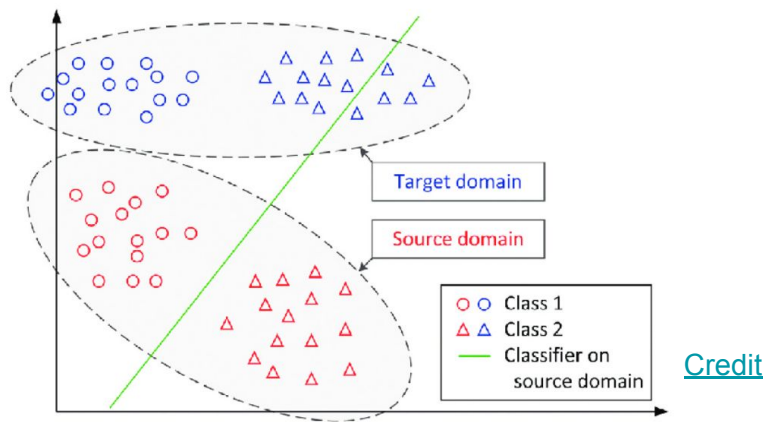 Target domain
Source domain
Class 1
Class 2
Classifier on
source domain
Credit